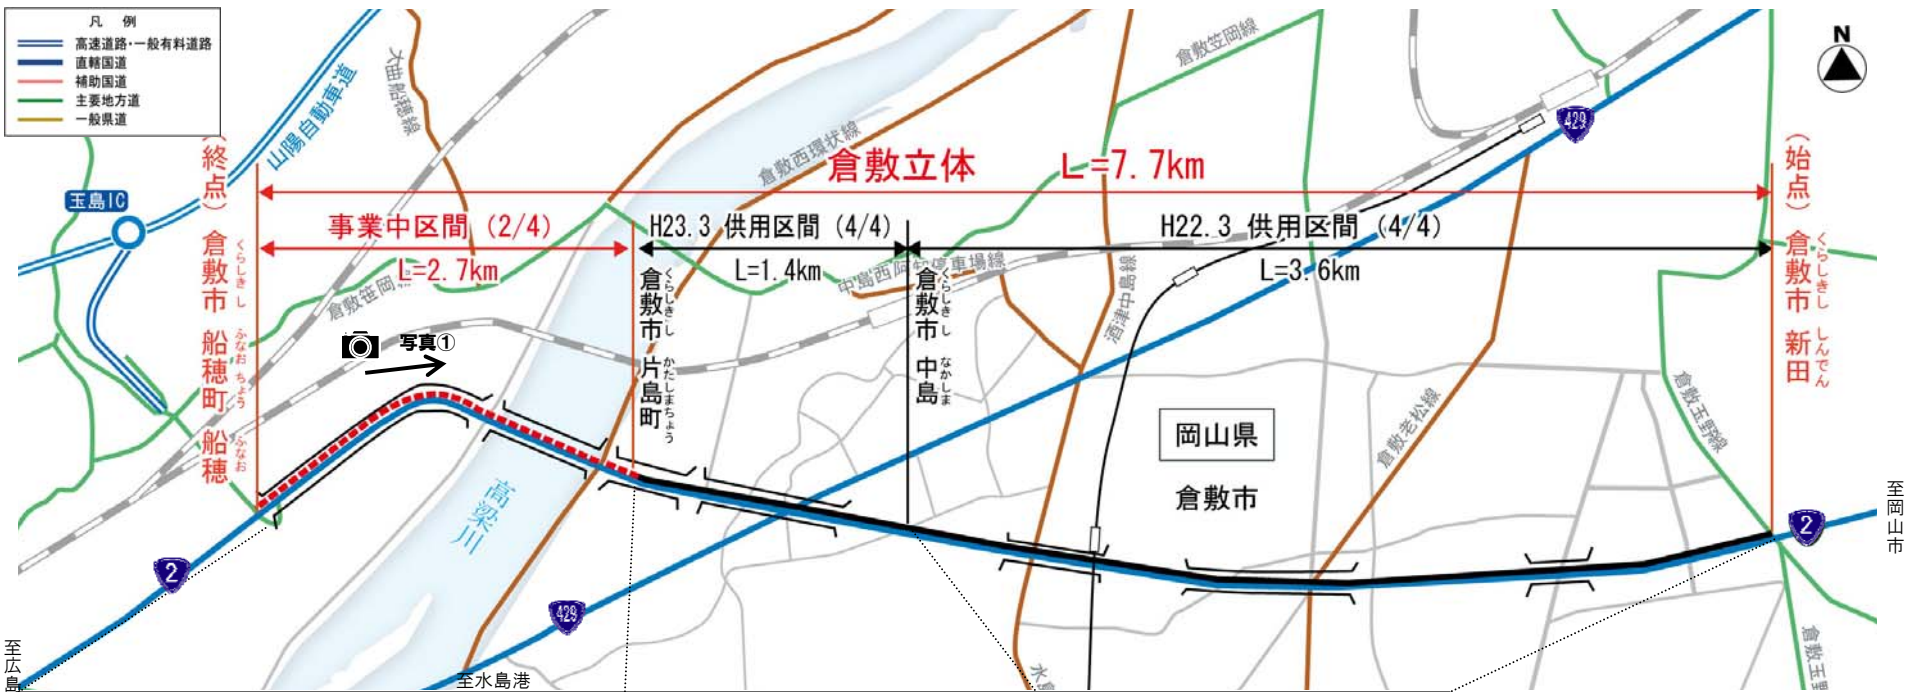 凡　例
高速道路・一般有料道路
直轄国道
補助国道
主要地方道
一般県道
山陽自動車道
大曲船穂線
玉島IC
倉敷笠岡線
倉敷西環状線
N
429
倉敷立体　L=7.7km
(終点) 倉敷市 船穂町 船穂
くらしき し ふなお ちょう ふなお
(始点) 倉敷市 新田
くらしきし しんでん
事業中区間 (2/4)
L=2.7km
H23.3 供用区間 (4/4)
L=1.4km
H22.3 供用区間 (4/4)
L=3.6km
倉敷笹岡
中島西阿知停車場線
酒津中島線
写真①
倉敷市 片島町
くらしきし かたしまちょう
倉敷市 中島
くらしき し なかしま
岡山県
倉敷市
倉敷老松線
倉敷玉野線
高梁川
2
2
429
至岡山市
至広島
至水島港
水島
倉敷玉野